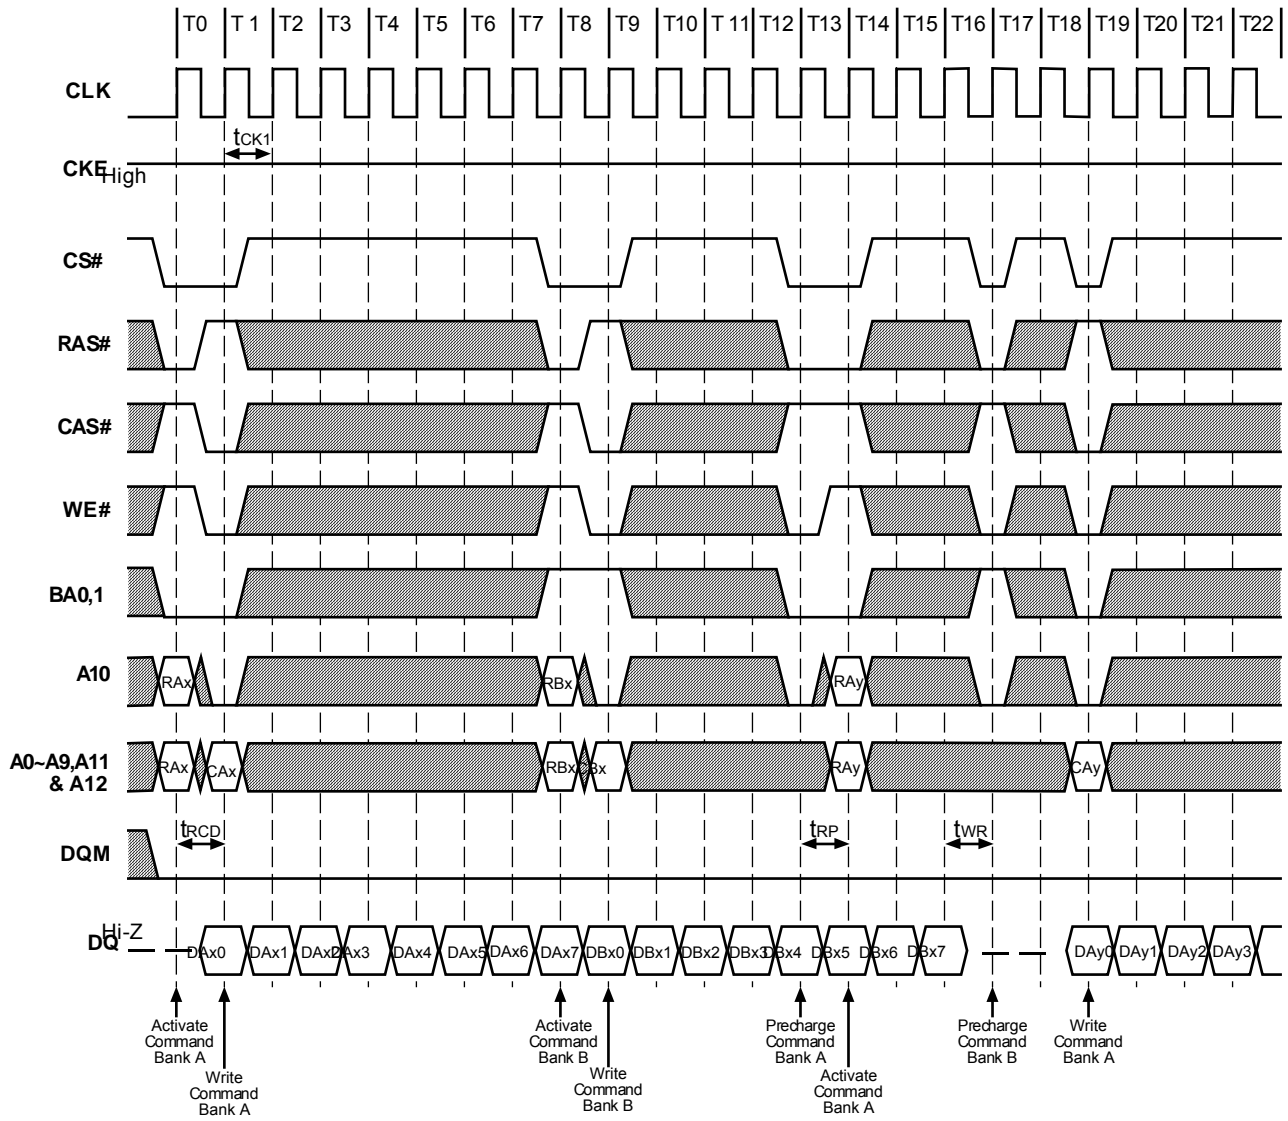 T0 T 1 T2 T3 T4 T5 T6 T7 T8 T9 T10 T 11 T12 T13 T14 T15 T16 T17 T18 T19 T20 T21 T22
CLK
tCK1
CKE High
CS#
RAS#
CAS#
WE#
BA0,1
A10
RAx RBx RAy
A0~A9,A11
& A12
RAx CAx RBx CBx RAy CAy
tRCD tRP tWR
DQM
Hi-Z
DQ
DAx0 DAx1 DAx2 DAx3 DAx4 DAx5 DAx6 DAx7 DBx0 DBx1 DBx2 DBx3 DBx4 DBx5 DBx6 DBx7 DAy0 DAy1 DAy2 DAy3
Activate
Command
Bank A
Write
Command
Bank A
Activate
Command
Bank B
Write
Command
Bank B
Precharge
Command
Bank A
Activate
Command
Bank A
Precharge
Command
Bank B
Write
Command
Bank A